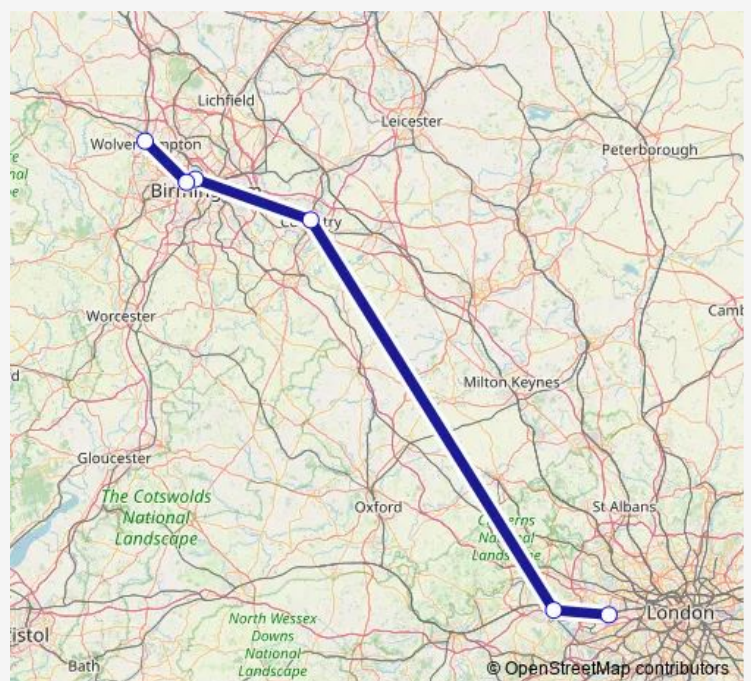 Lichfield
Leicester
Peterborough
Worcester
Milton Keynes
Gloucester
The Cotswolds
National
Landscape
Oxford
St Albans
London
North Wessex
Downs
National
Landscape
Bath
© OpenStreetMap contributors